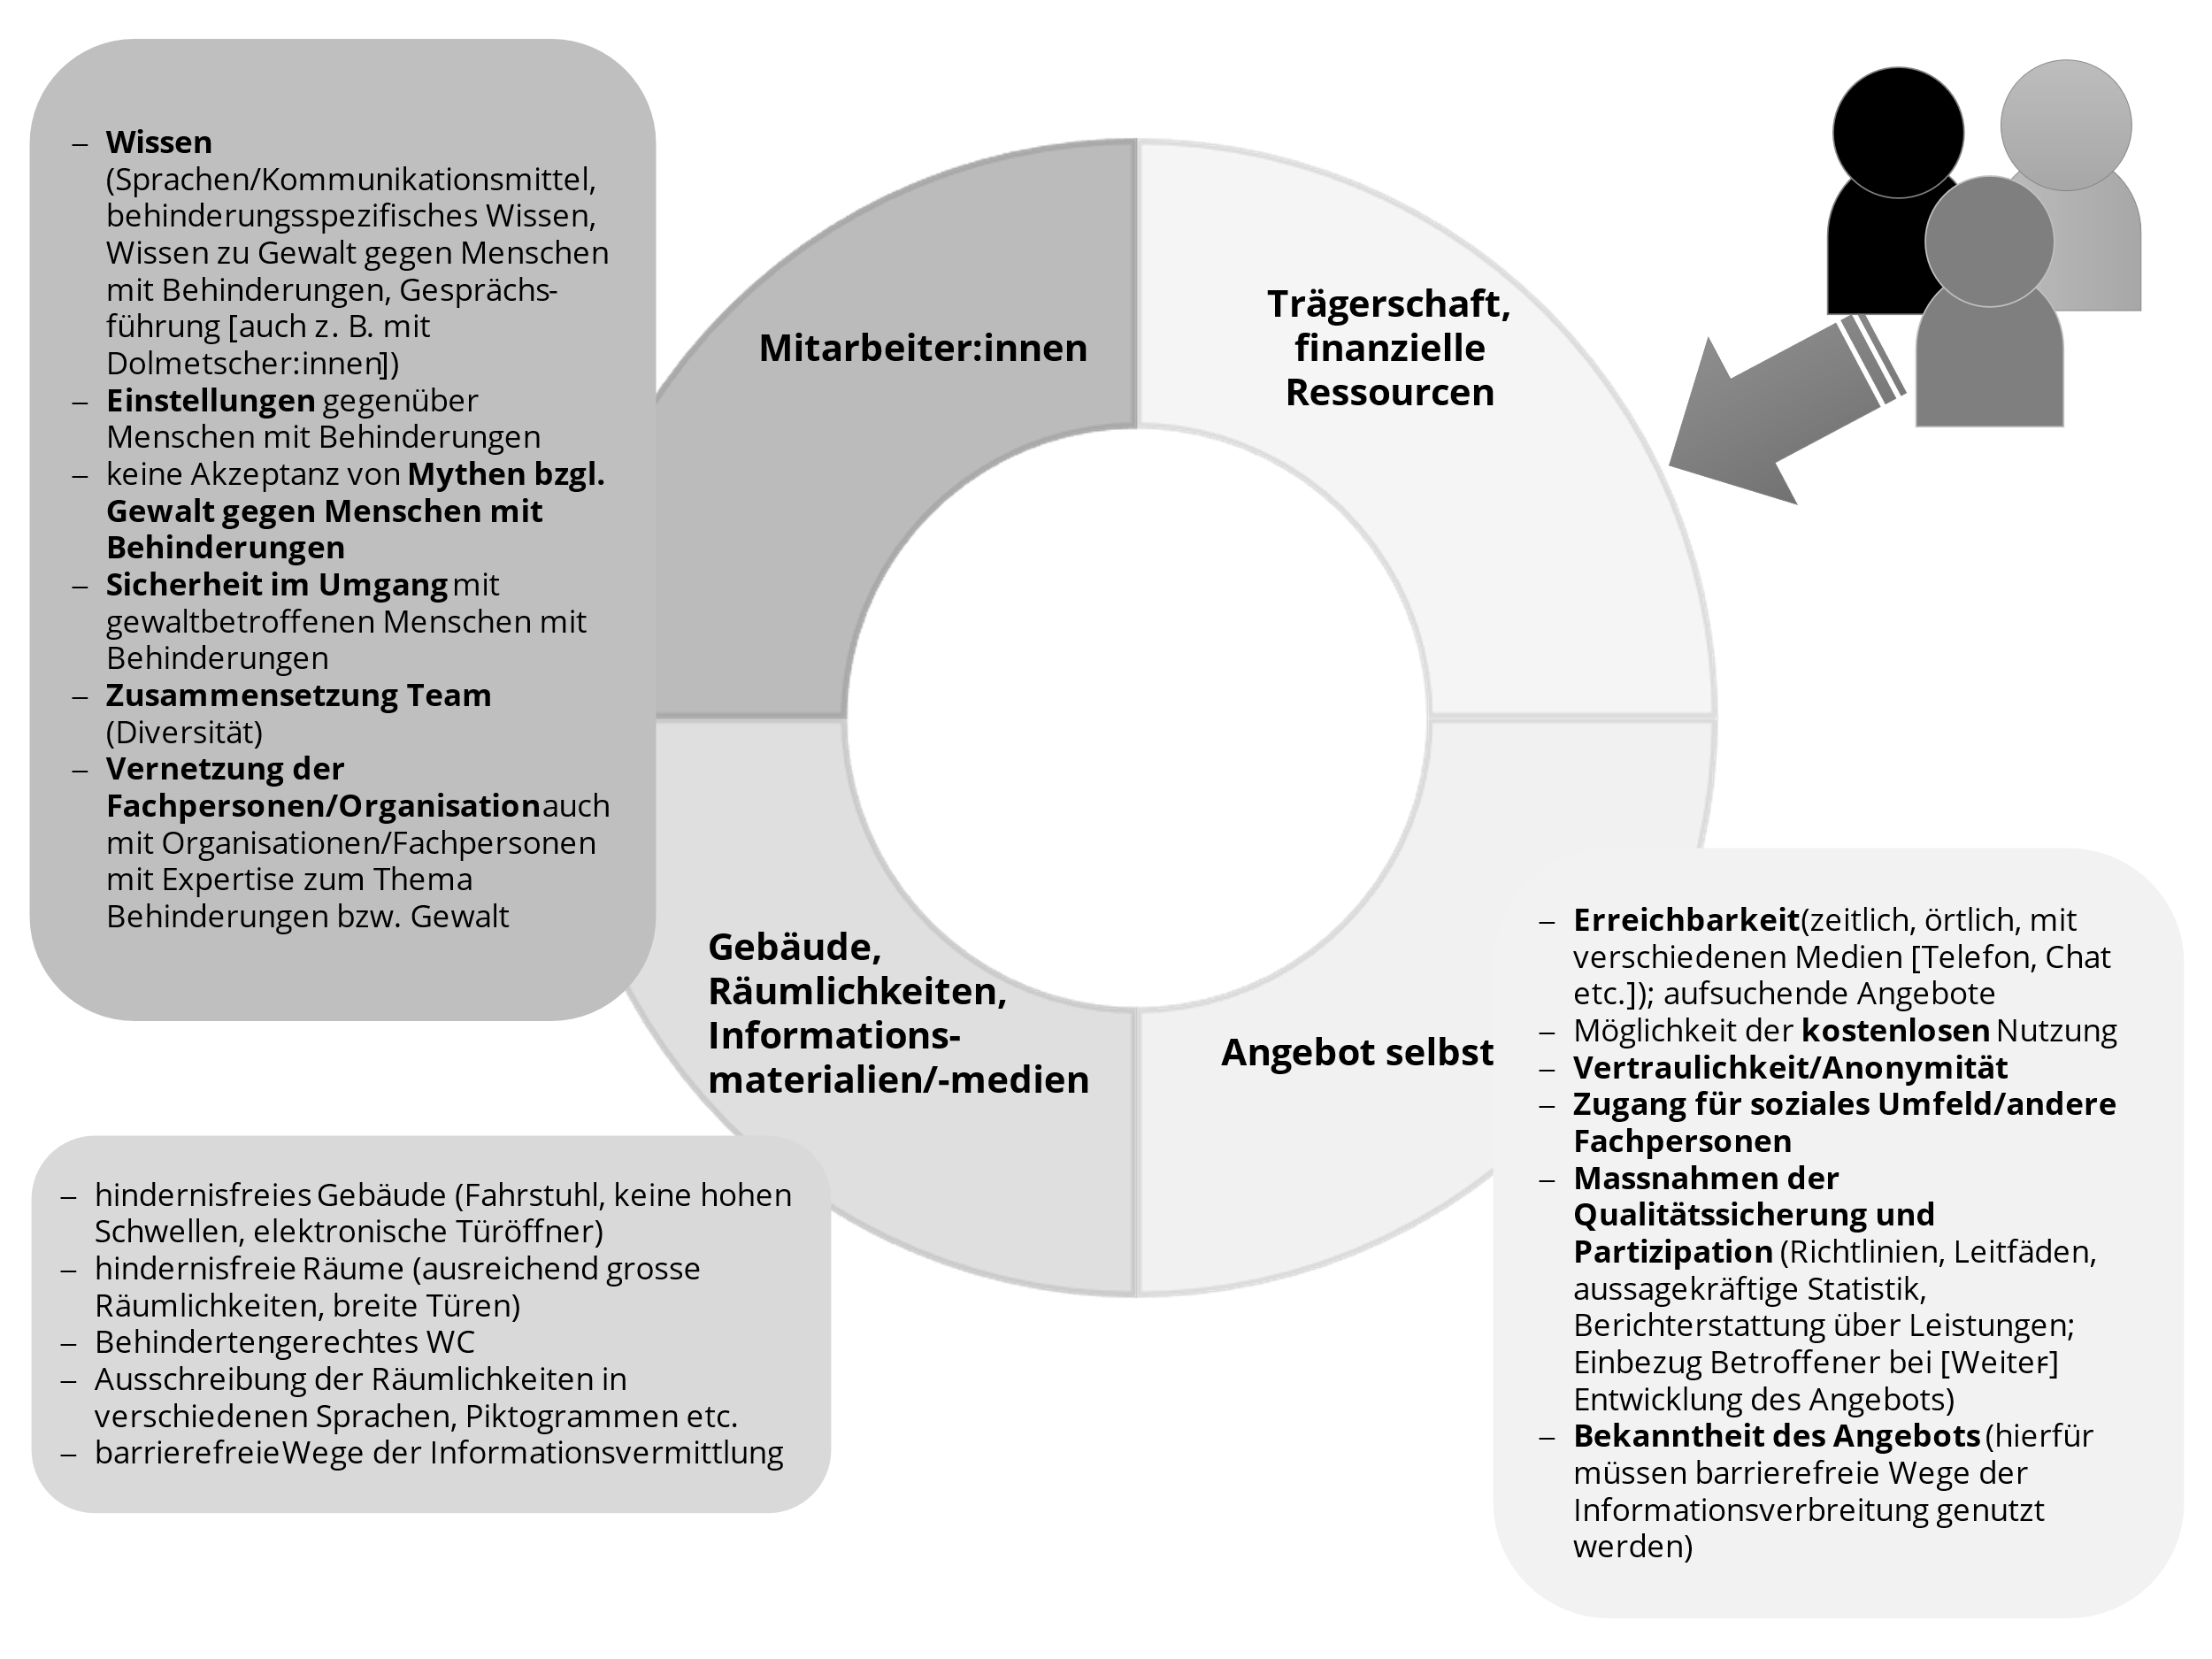 – Wissen
(Sprachen/Kommunikationsmittel,
behinderungsspezifisches Wissen,
Wissen zu Gewalt gegen Menschen
mit Behinderungen, Gesprächs-
führung [auch z. B. mit
Dolmetscher:innen])
– Einstellungen gegenüber
Menschen mit Behinderungen
– keine Akzeptanz von Mythen bzgl.
Gewalt gegen Menschen mit
Behinderungen
– Sicherheit im Umgang mit
gewaltbetroffenen Menschen mit
Behinderungen
– Zusammensetzung Team
(Diversität)
– Vernetzung der
Fachpersonen/Organisation auch
mit Organisationen/Fachpersonen
mit Expertise zum Thema
Behinderungen bzw. Gewalt
Mitarbeiter:innen
Trägerschaft,
finanzielle
Ressourcen
Gebäude,
Räumlichkeiten,
Informations-
materialien/-medien
Angebot selbst
– hindernisfreies Gebäude (Fahrstuhl, keine hohen
Schwellen, elektronische Türöffner)
– hindernisfreie Räume (ausreichend grosse
Räumlichkeiten, breite Türen)
– Behindertengerechtes WC
– Ausschreibung der Räumlichkeiten in
verschiedenen Sprachen, Piktogrammen etc.
– barrierefreie Wege der Informationsvermittlung
– Erreichbarkeit (zeitlich, örtlich, mit
verschiedenen Medien [Telefon, Chat
etc.]); aufsuchende Angebote
– Möglichkeit der kostenlosen Nutzung
– Vertraulichkeit/Anonymität
– Zugang für soziales Umfeld/andere
Fachpersonen
– Massnahmen der
Qualitätssicherung und
Partizipation (Richtlinien, Leitfäden,
aussagekräftige Statistik,
Berichterstattung über Leistungen;
Einbezug Betroffener bei [Weiter-]
Entwicklung des Angebots)
– Bekanntheit des Angebots (hierfür
müssen barrierefreie Wege der
Informationsverbreitung genutzt
werden)